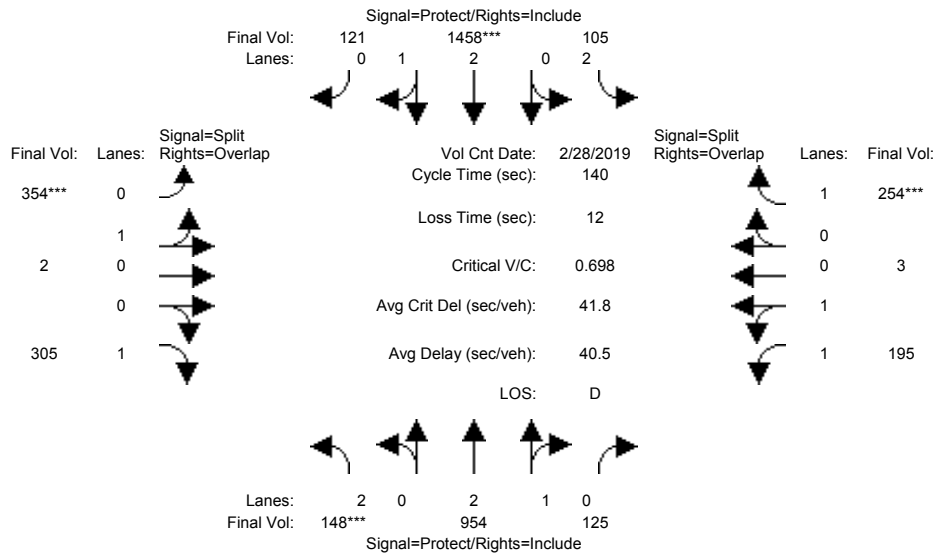 Signal=Protect/Rights=Include
Final Vol: 121 1458*** 105
Lanes: 0 1 2 0 2
Signal=Split Signal=Split
Final Vol: Lanes: Rights=Overlap Vol Cnt Date: 2/28/2019 Rights=Overlap Lanes: Final Vol:
Cycle Time (sec): 140
354*** 0 1 254***
Loss Time (sec): 12
1 0
2 0 Critical V/C: 0.698 0 3
0 Avg Crit Del (sec/veh): 41.8 1
305 1 Avg Delay (sec/veh): 40.5 1 195
LOS: D
Lanes: 2 0 2 1 0
Final Vol: 148*** 954 125
Signal=Protect/Rights=Include